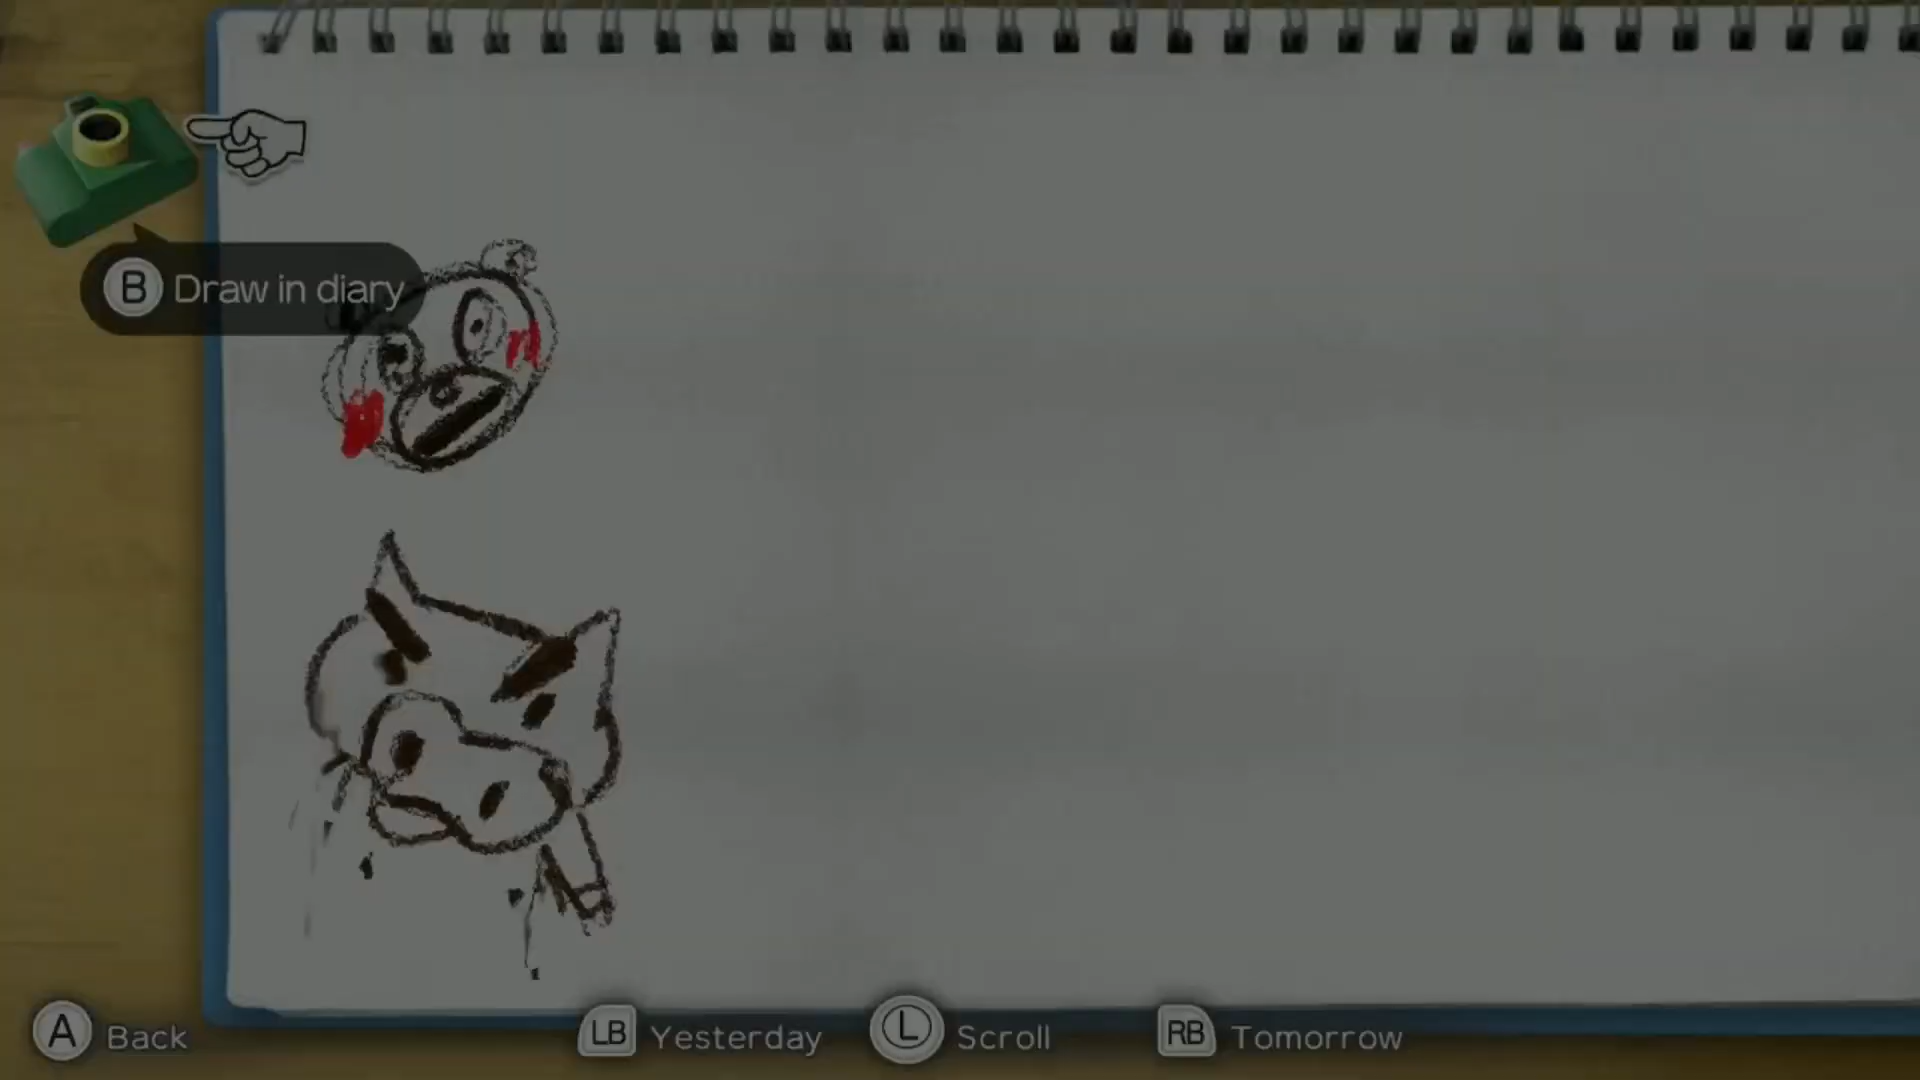 B Draw in diary
A Back
LB Yesterday
L Scroll
RB Tomorrow